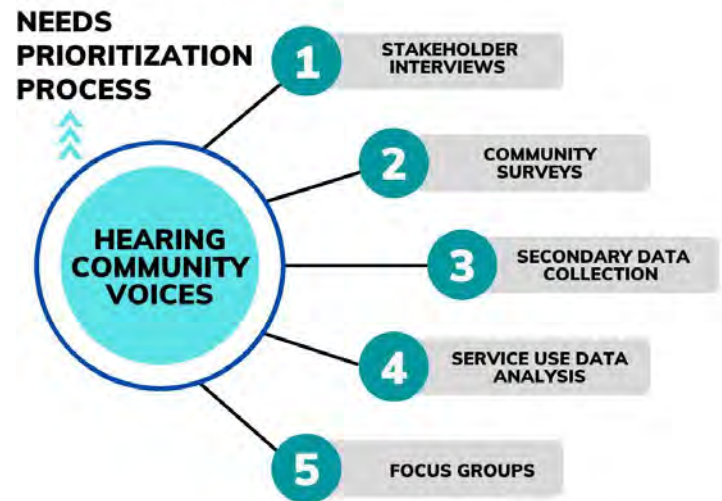 NEEDS
PRIORITIZATION
PROCESS
HEARING
COMMUNITY
VOICES
1
STAKEHOLDER
INTERVIEWS
2
COMMUNITY
SURVEYS
3
SECONDARY DATA
COLLECTION
4
SERVICE USE DATA
ANALYSIS
5
FOCUS GROUPS